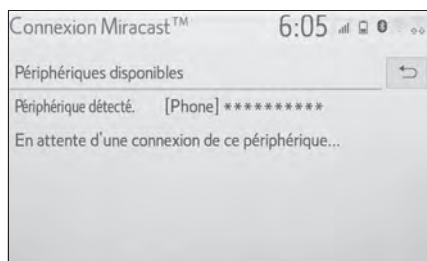 Connexion Miracast™ 6:05
Périphériques disponibles
Périphérique détecté. [Phone] **********
En attente d'une connexion de ce périphérique...